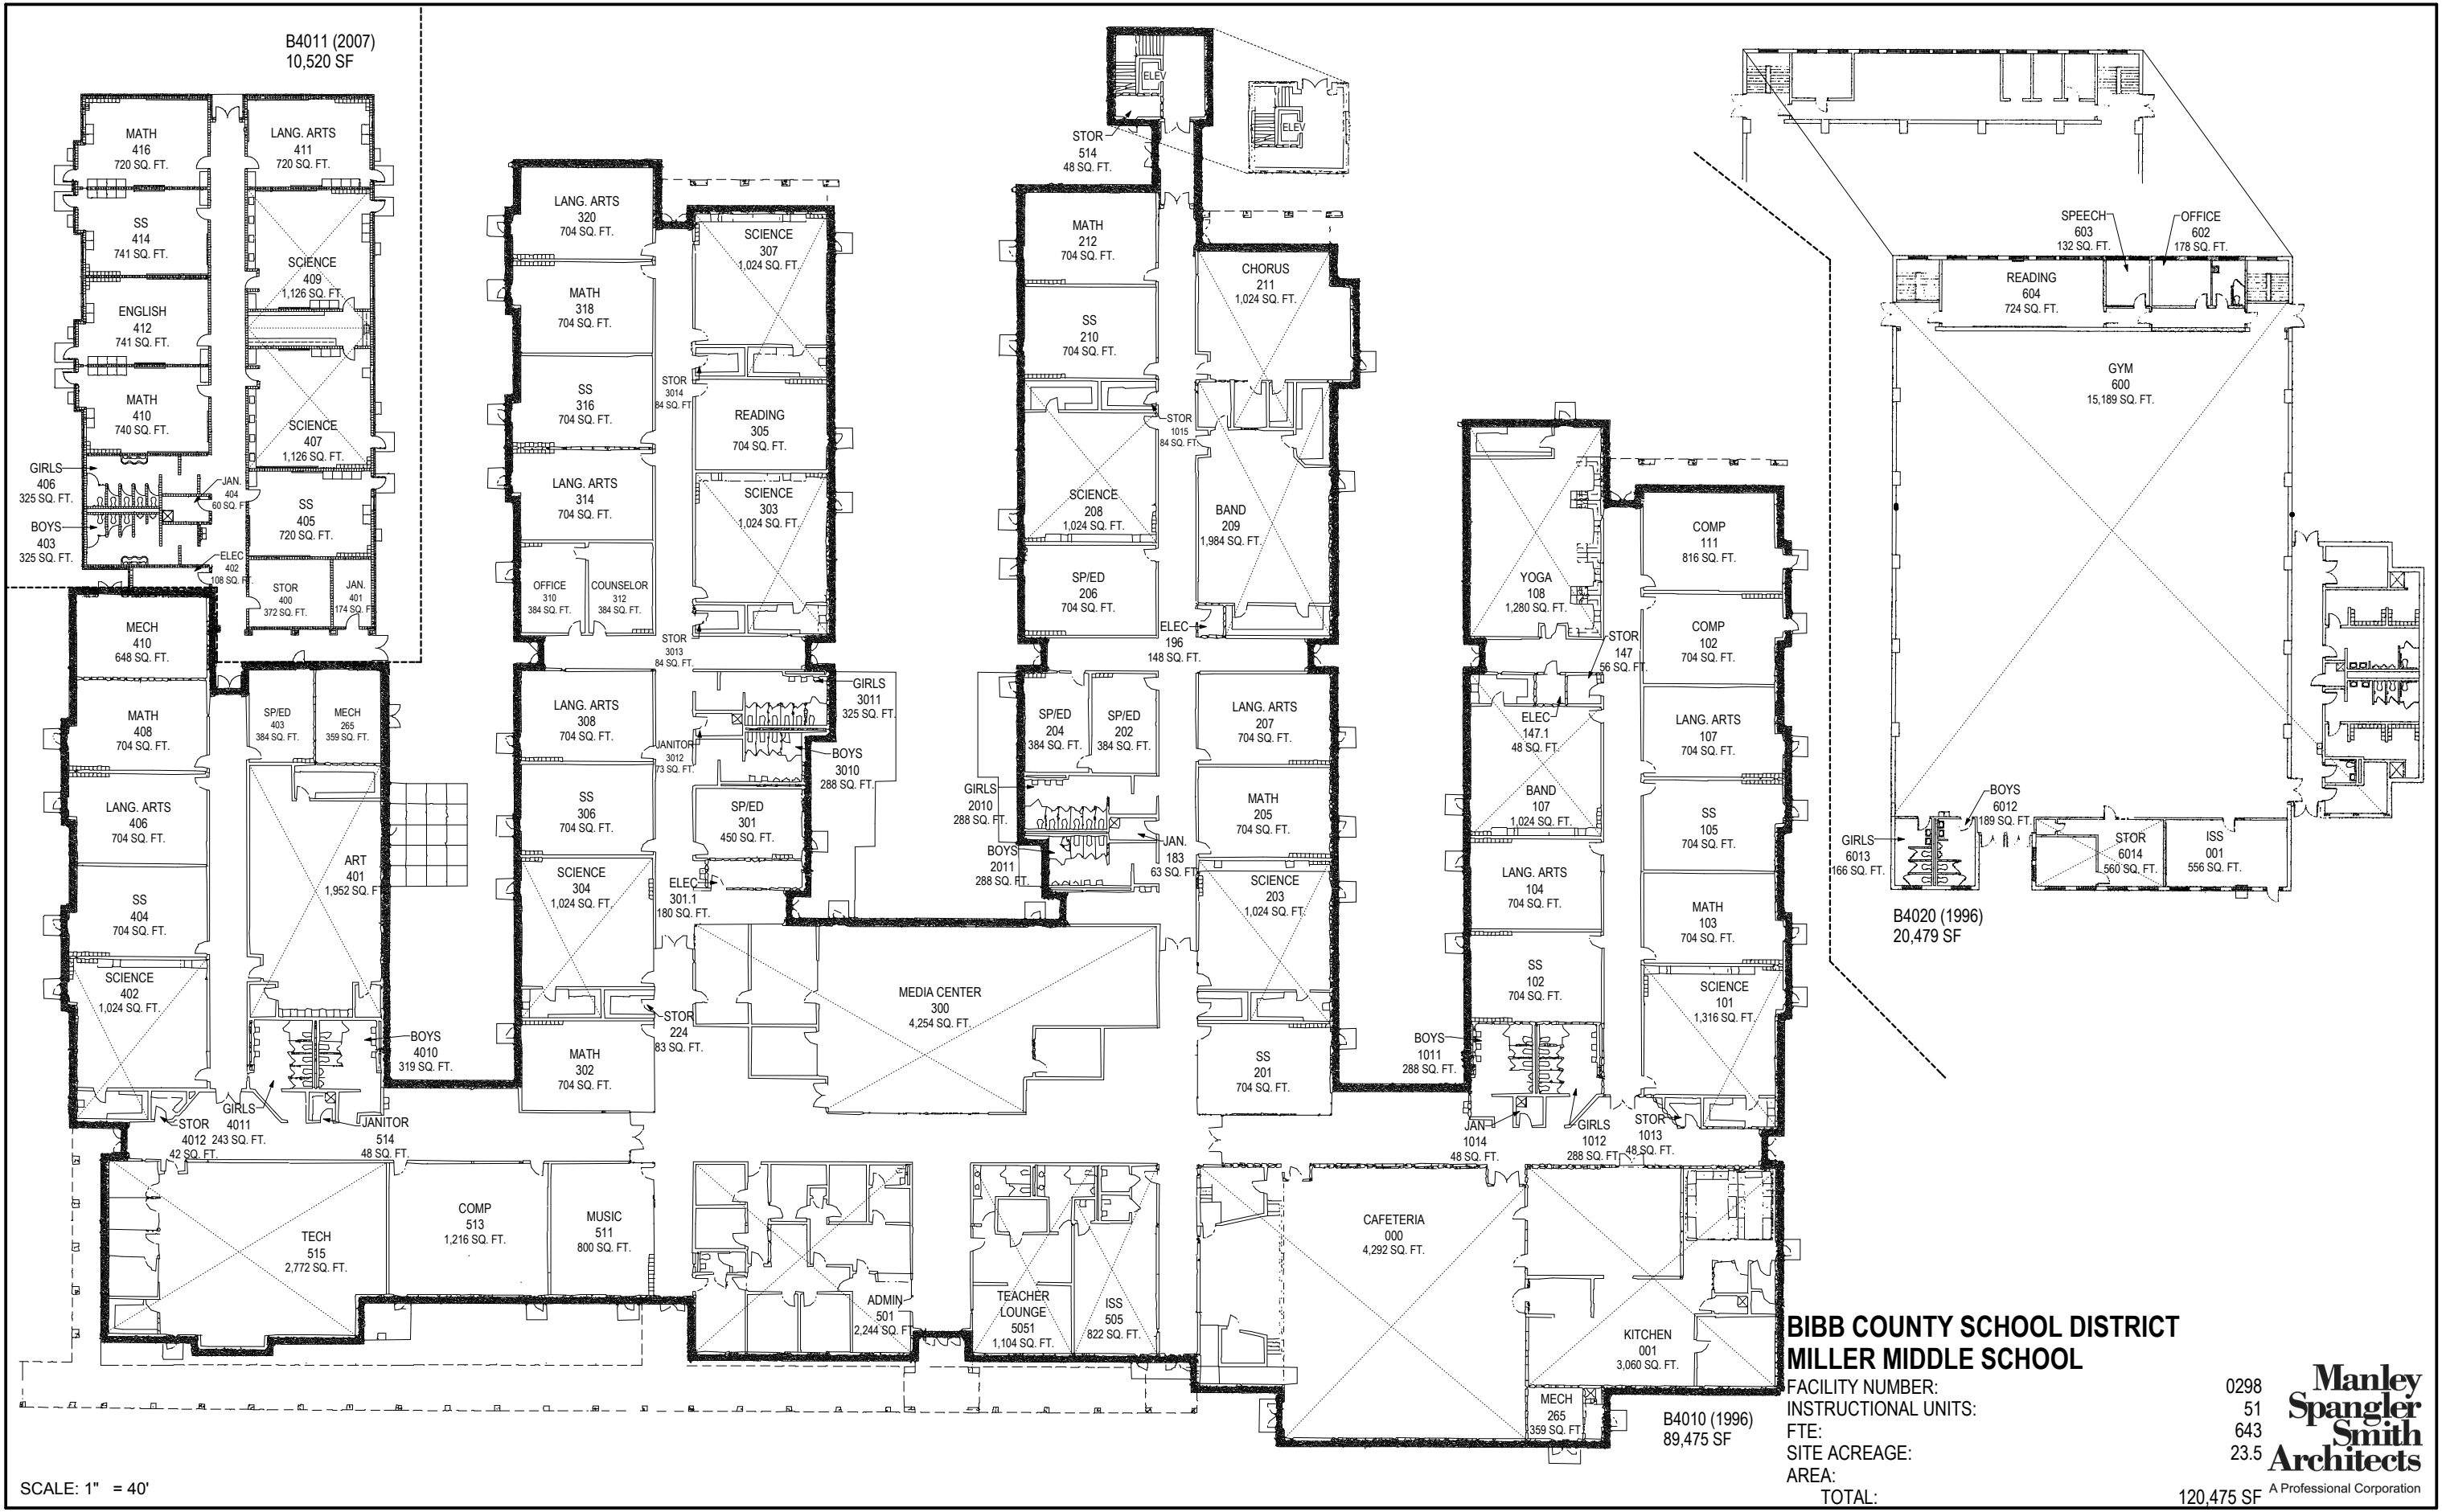 B4011 (2007)
10,520 SF
MATH
416
720 SQ. FT.
LANG. ARTS
411
720 SQ. FT.
SS
414
741 SQ. FT.
SCIENCE
409
1,126 SQ. FT.
ENGLISH
412
741 SQ. FT.
MATH
410
740 SQ. FT.
SCIENCE
407
1,126 SQ. FT.
GIRLS
406
325 SQ. FT.
JAN.
404
60 SQ. FT.
BOYS
403
325 SQ. FT.
SS
405
720 SQ. FT.
ELEC
402
108 SQ. FT.
STOR
400
372 SQ. FT.
JAN.
401
174 SQ. FT.
MECH
410
648 SQ. FT.
MATH
408
704 SQ. FT.
SP/ED
403
384 SQ. FT.
MECH
265
359 SQ. FT.
LANG. ARTS
406
704 SQ. FT.
ART
401
1,952 SQ. FT.
SS
404
704 SQ. FT.
SCIENCE
402
1,024 SQ. FT.
BOYS
4010
319 SQ. FT.
GIRLS
4011
243 SQ. FT.
STOR
4012
42 SQ. FT.
JANITOR
514
48 SQ. FT.
TECH
515
2,772 SQ. FT.
COMP
513
1,216 SQ. FT.
MUSIC
511
800 SQ. FT.
LANG. ARTS
320
704 SQ. FT.
SCIENCE
307
1,024 SQ. FT.
MATH
318
704 SQ. FT.
SS
316
704 SQ. FT.
STOR
3014
84 SQ. FT.
READING
305
704 SQ. FT.
LANG. ARTS
314
704 SQ. FT.
SCIENCE
303
1,024 SQ. FT.
OFFICE
310
384 SQ. FT.
COUNSELOR
312
384 SQ. FT.
STOR
3013
84 SQ. FT.
LANG. ARTS
308
704 SQ. FT.
GIRLS
3011
325 SQ. FT.
JANITOR
3012
73 SQ. FT.
BOYS
3010
288 SQ. FT.
SS
306
704 SQ. FT.
SP/ED
301
450 SQ. FT.
SCIENCE
304
1,024 SQ. FT.
ELEC
301.1
180 SQ. FT.
STOR
224
83 SQ. FT.
MATH
302
704 SQ. FT.
MEDIA CENTER
300
4,254 SQ. FT.
ADMIN
501
2,244 SQ. FT.
TEACHER
LOUNGE
5051
1,104 SQ. FT.
ISS
505
822 SQ. FT.
ELEV
ELEV
STOR
514
48 SQ. FT.
MATH
212
704 SQ. FT.
CHORUS
211
1,024 SQ. FT.
SS
210
704 SQ. FT.
STOR
1015
84 SQ. FT.
SCIENCE
208
1,024 SQ. FT.
BAND
209
1,984 SQ. FT.
SP/ED
206
704 SQ. FT.
ELEC
196
148 SQ. FT.
SP/ED
204
384 SQ. FT.
SP/ED
202
384 SQ. FT.
LANG. ARTS
207
704 SQ. FT.
GIRLS
2010
288 SQ. FT.
MATH
205
704 SQ. FT.
BOYS
2011
288 SQ. FT.
JAN.
183
63 SQ. FT.
SCIENCE
203
1,024 SQ. FT.
SS
201
704 SQ. FT.
YOGA
108
1,280 SQ. FT.
COMP
111
816 SQ. FT.
COMP
102
704 SQ. FT.
STOR
147
56 SQ. FT.
ELEC
147.1
48 SQ. FT.
LANG. ARTS
107
704 SQ. FT.
BAND
107
1,024 SQ. FT.
SS
105
704 SQ. FT.
LANG. ARTS
104
704 SQ. FT.
MATH
103
704 SQ. FT.
SS
102
704 SQ. FT.
SCIENCE
101
1,316 SQ. FT.
BOYS
1011
288 SQ. FT.
JAN
1014
48 SQ. FT.
GIRLS
1012
288 SQ. FT.
STOR
1013
48 SQ. FT.
CAFETERIA
000
4,292 SQ. FT.
KITCHEN
001
3,060 SQ. FT.
MECH
265
359 SQ. FT.
B4010 (1996)
89,475 SF
SPEECH
603
132 SQ. FT.
OFFICE
602
178 SQ. FT.
READING
604
724 SQ. FT.
GYM
600
15,189 SQ. FT.
BOYS
6012
189 SQ. FT.
GIRLS
6013
166 SQ. FT.
STOR
6014
560 SQ. FT.
ISS
001
556 SQ. FT.
B4020 (1996)
20,479 SF
BIBB COUNTY SCHOOL DISTRICT
MILLER MIDDLE SCHOOL
FACILITY NUMBER: 0298
INSTRUCTIONAL UNITS: 51
FTE: 643
SITE ACREAGE: 23.5
AREA:
TOTAL: 120,475 SF
Manley
Spangler
Smith
Architects
A Professional Corporation
SCALE: 1" = 40'